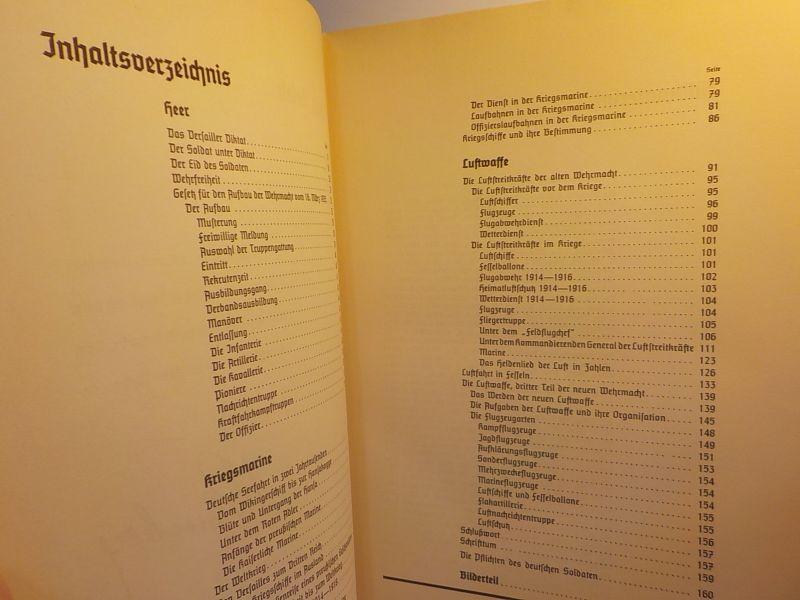 Inhaltsverzeichnis
Heer
Das Versailler Diktat
Der Soldat unter Diktat
Der Eid des Soldaten
Wehrfreiheit
Gesetz für den Aufbau der Wehrmacht vom 16. März 1935
Der Aufbau
Musterung
Freiwillige Meldung
Auswahl der Truppengattung
Eintritt
Rekrutenzeit
Ausbildungsgang
Verbandsausbildung
Manöver
Entlassung
Die Infanterie
Die Artillerie
Die Kavallerie
Pioniere
Nachrichtentruppe
Kraftfahrkampftruppen
Der Offizier
Kriegsmarine
Deutsche Seefahrt in zwei Jahrtausenden
Vom Wikingerschiff bis zur Hansekogge
Blüte und Untergang der Hansa
Unter dem Roten Adler
Anfänge der preußischen Marine
Die Kaiserliche Marine
Der Weltkrieg
Versailles zum Dritten Reich
Kriegsschiffe im Ausland
Seite
Der Dienst in der Kriegsmarine 79
Laufbahnen in der Kriegsmarine 79
Offizierslaufbahnen in der Kriegsmarine 81
Kriegsschiffe und ihre Bestimmung 86
Luftwaffe
Die Luftstreitkräfte der alten Wehrmacht 91
Die Luftstreitkräfte vor dem Kriege 95
Luftschiffer 95
Flugzeuge 96
Flugabwehrdienst 99
Wetterdienst 100
Die Luftstreitkräfte im Kriege 101
Luftschiffe 101
Fesselballone 101
Flugabwehr 1914—1916 102
Heimatluftschutz 1914—1916 103
Wetterdienst 1914—1916 104
Flugzeuge 104
Fliegertruppe 105
Unter dem „Feldflugchef“ 106
Unter dem Kommandierenden General der Luftstreitkräfte 111
Marine 123
Das Heldenlied der Luft in Zahlen 126
Luftfahrt in Fesseln 133
Die Luftwaffe, dritter Teil der neuen Wehrmacht 139
Das Werden der neuen Luftwaffe 139
Die Aufgaben der Luftwaffe und ihre Organisation 145
Die Flugzeugarten 148
Kampfflugzeuge 149
Jagdflugzeuge 151
Aufklärungsflugzeuge 153
Sonderflugzeuge 154
Mehrzweckeflugzeuge 154
Marineflugzeuge 154
Luftschiffe und Fesselballone 154
Flakartillerie 155
Luftnachrichtentruppe 155
Luftschutz 156
Schlußwort 157
Schrifttum 157
Die Pflichten des deutschen Soldaten 159
Bilderteil 160